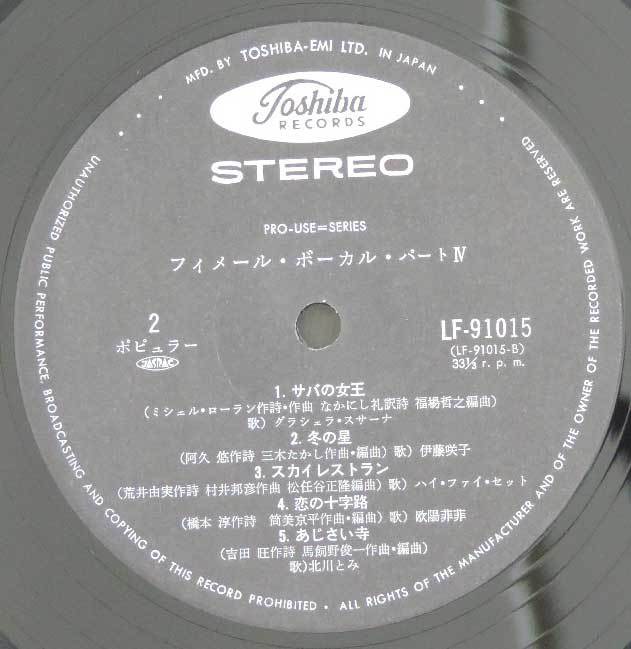 MFD. BY TOSHIBA-EMI LTD. IN JAPAN
Toshiba
RECORDS
STEREO
PRO-USE=SERIES
フィメール・ボーカル・パートⅣ
2
ポピュラー
JASRAC
LF-91015
(LF-91015-B)
33⅓ r. p. m.
1. サバの女王
(ミシェル・ローラン作詩・作曲 なかにし礼訳詩 福場哲之編曲)
歌) グラシェラ・スサーナ
2. 冬の星
(阿久 悠作詩 三木たかし作曲・編曲) 歌) 伊藤咲子
3. スカイレストラン
(荒井由実作詩 村井邦彦作曲 松任谷正隆編曲) 歌) ハイ・ファイ・セット
4. 恋の十字路
(橋本 淳作詩 筒美京平作曲・編曲) 歌) 欧陽菲菲
5. あじさい寺
(吉田 旺作詩 馬飼野俊一作曲・編曲)
歌)北川とみ
UNAUTHORIZED PUBLIC PERFORMANCE, BROADCASTING AND COPYING OF THIS RECORD PROHIBITED • ALL RIGHTS OF THE MANUFACTURER AND OF THE OWNER OF THE RECORDED WORK ARE RESERVED